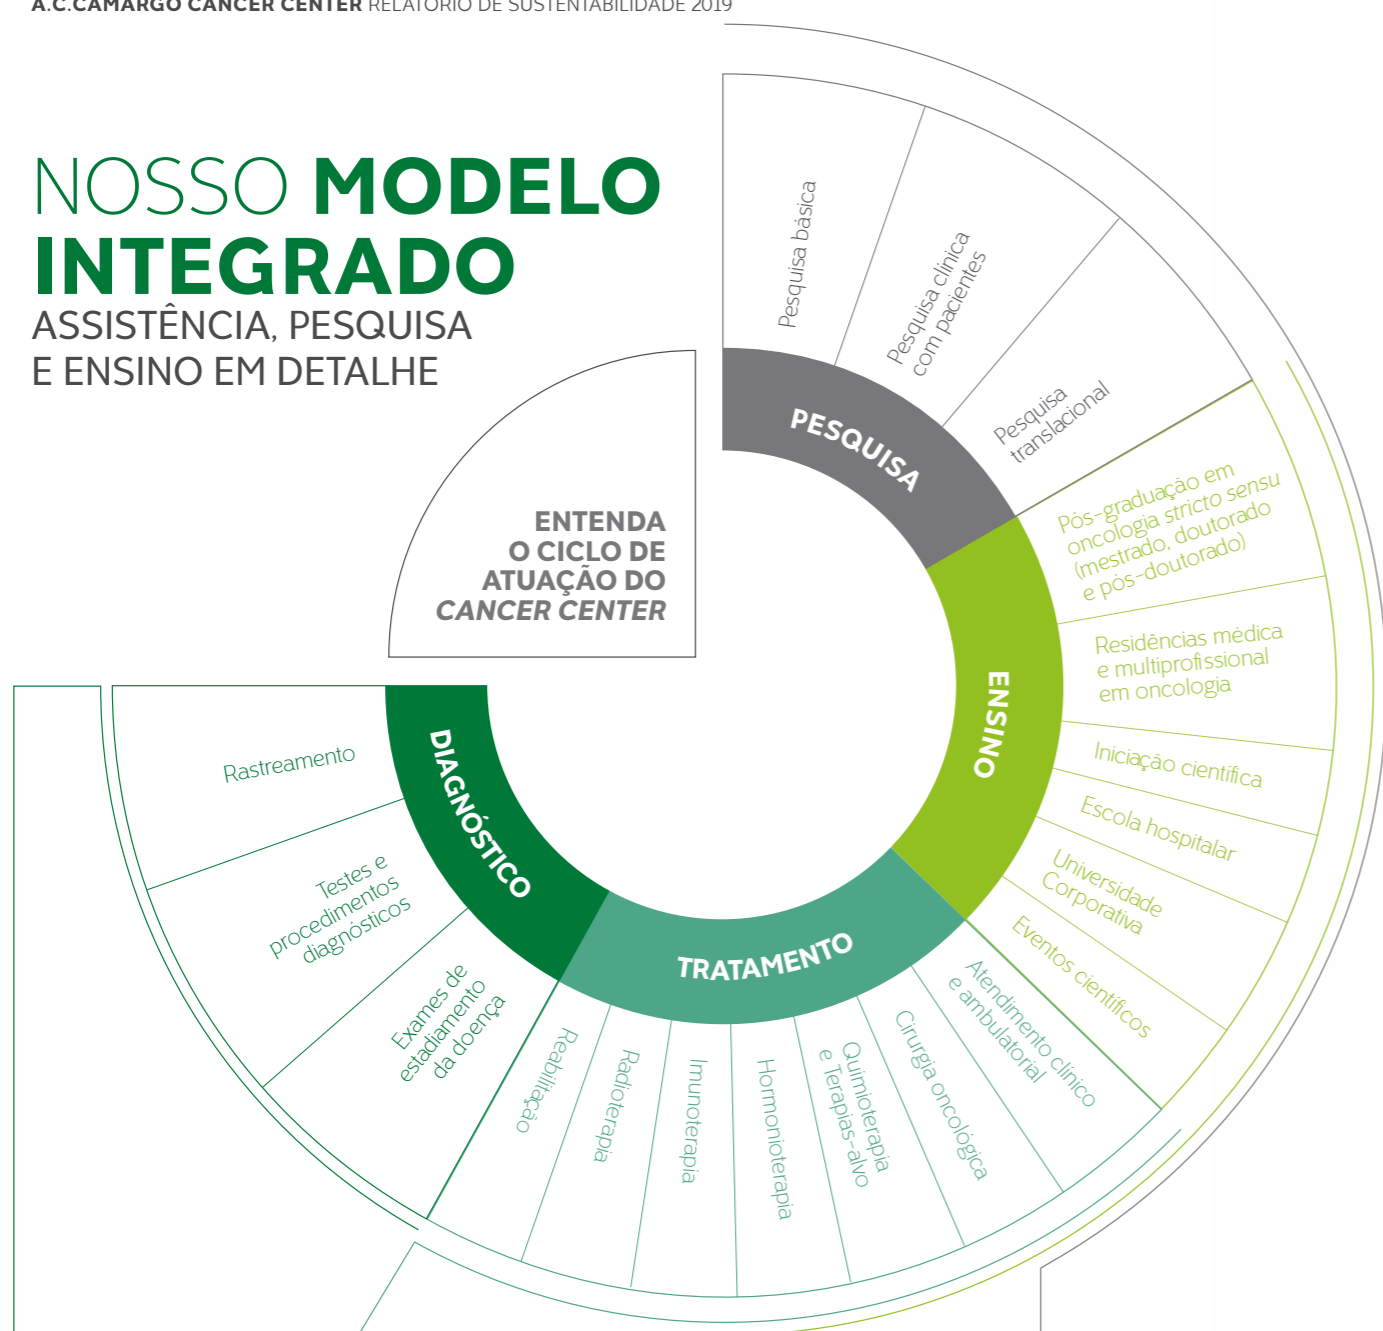 A.C.CAMARGO CANCER CENTER RELATÓRIO DE SUSTENTABILIDADE 2019
NOSSO MODELO
INTEGRADO
ASSISTÊNCIA, PESQUISA
E ENSINO EM DETALHE
ENTENDA
O CICLO DE
ATUAÇÃO DO
CANCER CENTER
PESQUISA
Pesquisa básica
Pesquisa clínica
com pacientes
Pesquisa
translacional
ENSINO
Pós-graduação em
oncologia stricto sensu
(mestrado, doutorado
e pós-doutorado)
Residências médica
e multiprofissional
em oncologia
Iniciação científica
Escola hospitalar
Universidade
Corporativa
Eventos científicos
TRATAMENTO
Atendimento clínico
e ambulatorial
Cirurgia oncológica
Quimioterapia
e Terapias-alvo
Hormonioterapia
Imunoterapia
Radioterapia
Reabilitação
DIAGNÓSTICO
Exames de
estadiamento
da doença
Testes e
procedimentos
diagnósticos
Rastreamento